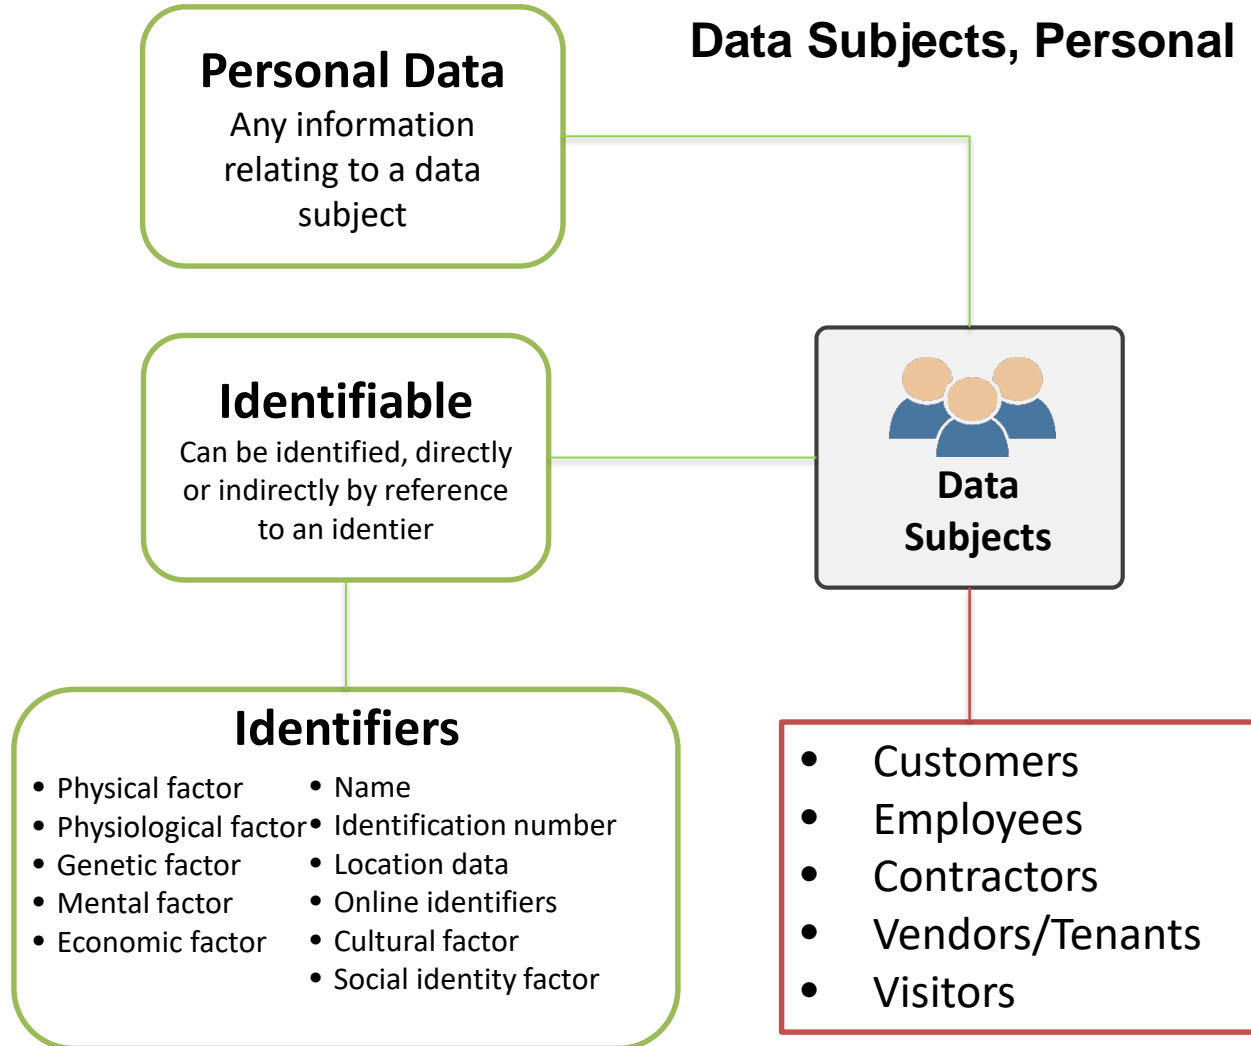 Data Subjects, Personal
Personal Data
Any information
relating to a data
subject
Identifiable
Can be identified, directly
or indirectly by reference
to an identier
Data
Subjects
Identifiers
• Physical factor
• Physiological factor
• Genetic factor
• Mental factor
• Economic factor
• Name
• Identification number
• Location data
• Online identifiers
• Cultural factor
• Social identity factor
• Customers
• Employees
• Contractors
• Vendors/Tenants
• Visitors